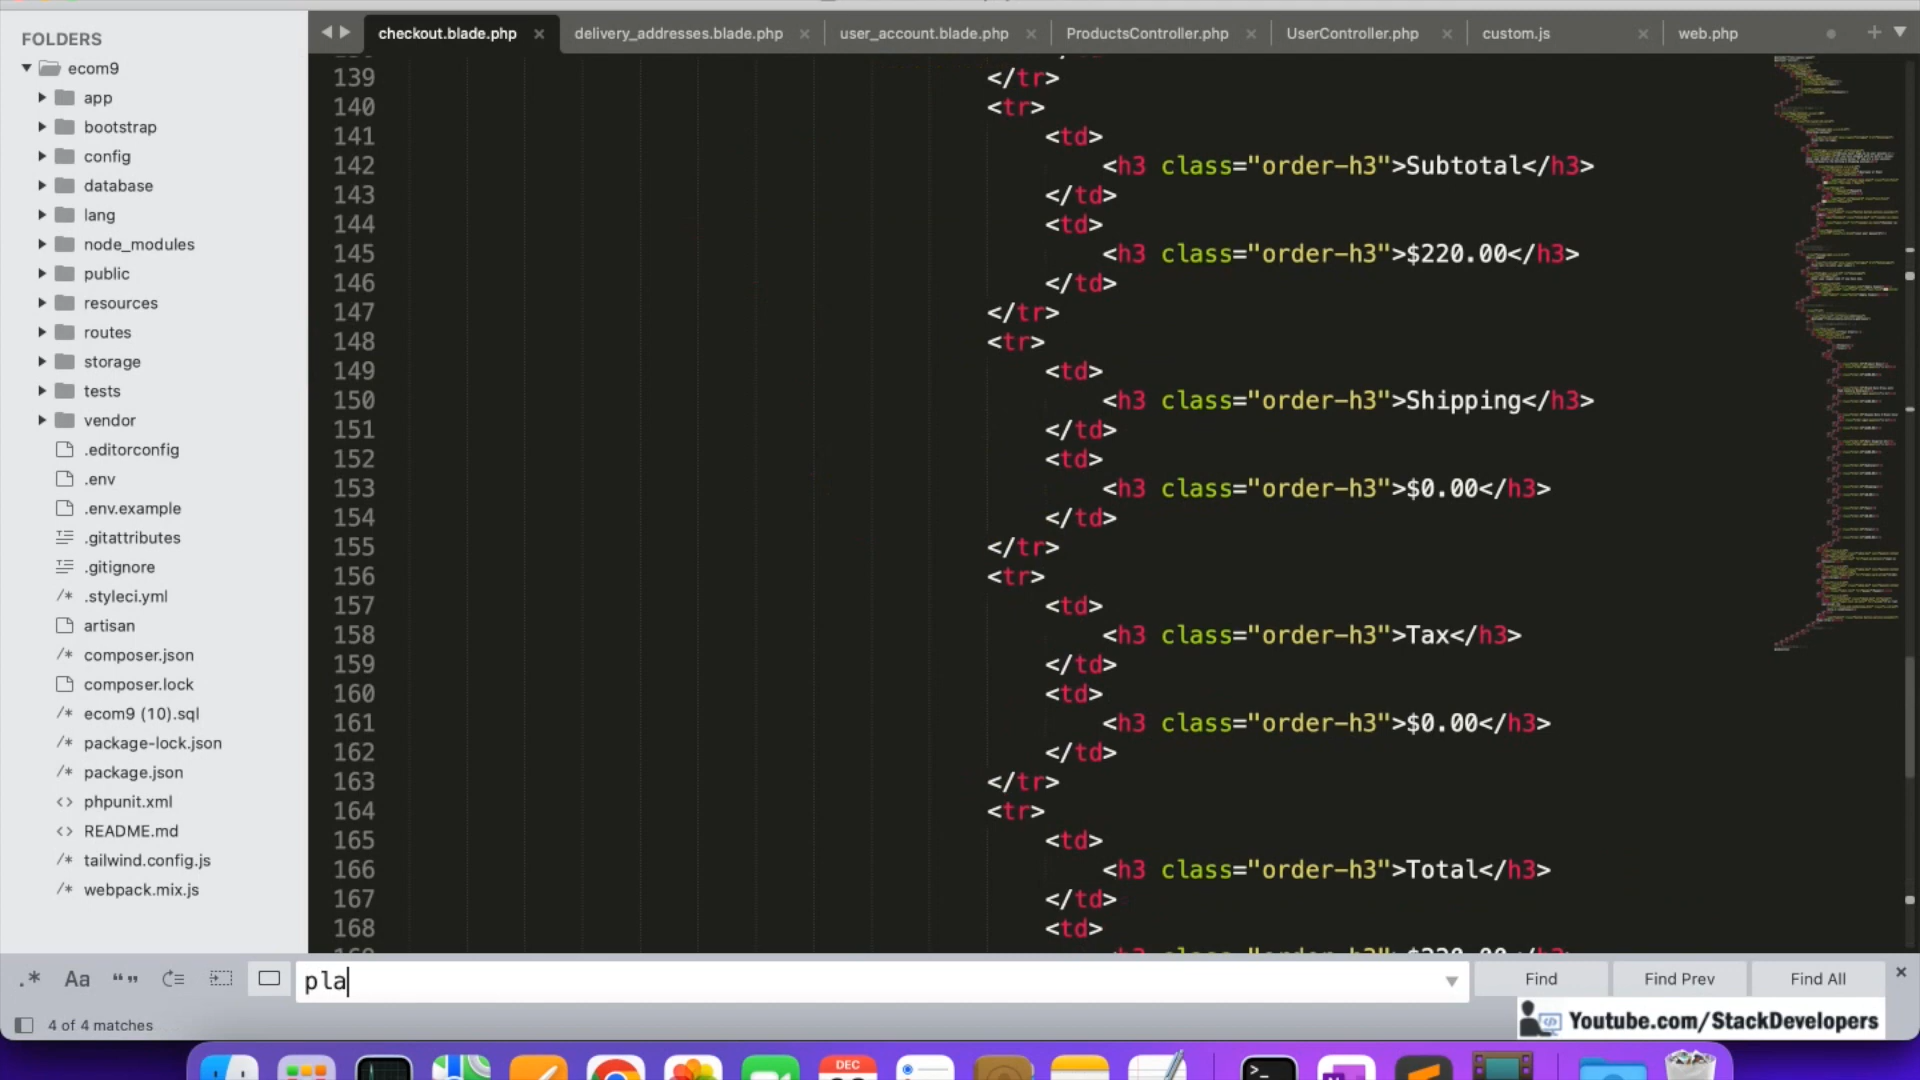 FOLDERS
ecom9
app
bootstrap
config
database
lang
node_modules
public
resources
routes
storage
tests
vendor
.editorconfig
.env
.env.example
.gitattributes
.gitignore
/* .styleci.yml
artisan
/* composer.json
composer.lock
/* ecom9 (10).sql
/* package-lock.json
/* package.json
<> phpunit.xml
<> README.md
/* tailwind.config.js
/* webpack.mix.js
checkout.blade.php × delivery_addresses.blade.php × user_account.blade.php × ProductsController.php × UserController.php × custom.js × web.php
139 </tr>
140 <tr>
141 <td>
142 <h3 class="order-h3">Subtotal</h3>
143 </td>
144 <td>
145 <h3 class="order-h3">$220.00</h3>
146 </td>
147 </tr>
148 <tr>
149 <td>
150 <h3 class="order-h3">Shipping</h3>
151 </td>
152 <td>
153 <h3 class="order-h3">$0.00</h3>
154 </td>
155 </tr>
156 <tr>
157 <td>
158 <h3 class="order-h3">Tax</h3>
159 </td>
160 <td>
161 <h3 class="order-h3">$0.00</h3>
162 </td>
163 </tr>
164 <tr>
165 <td>
166 <h3 class="order-h3">Total</h3>
167 </td>
168 <td>
.* Aa “” pla Find Find Prev Find All ×
4 of 4 matches
Youtube.com/StackDevelopers
DEC